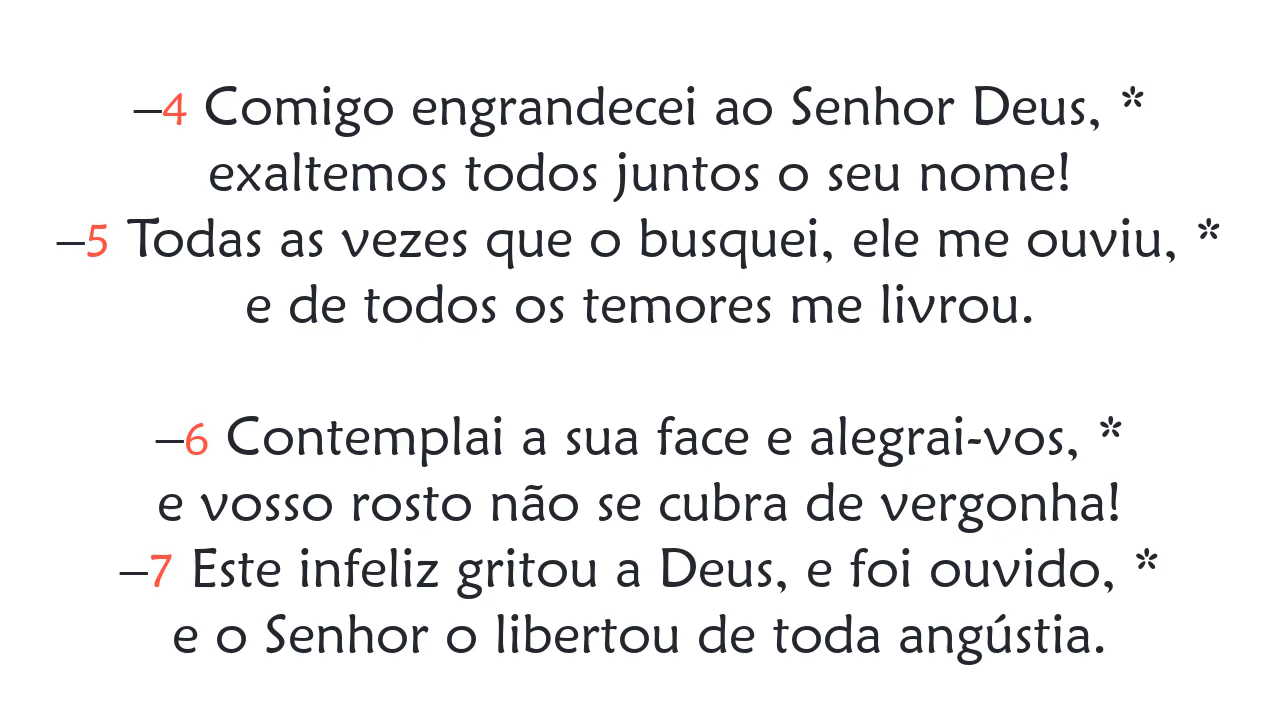 –4 Comigo engrandecei ao Senhor Deus, *
exaltemos todos juntos o seu nome!
–5 Todas as vezes que o busquei, ele me ouviu, *
e de todos os temores me livrou.
–6 Contemplai a sua face e alegrai-vos, *
e vosso rosto não se cubra de vergonha!
–7 Este infeliz gritou a Deus, e foi ouvido, *
e o Senhor o libertou de toda angústia.